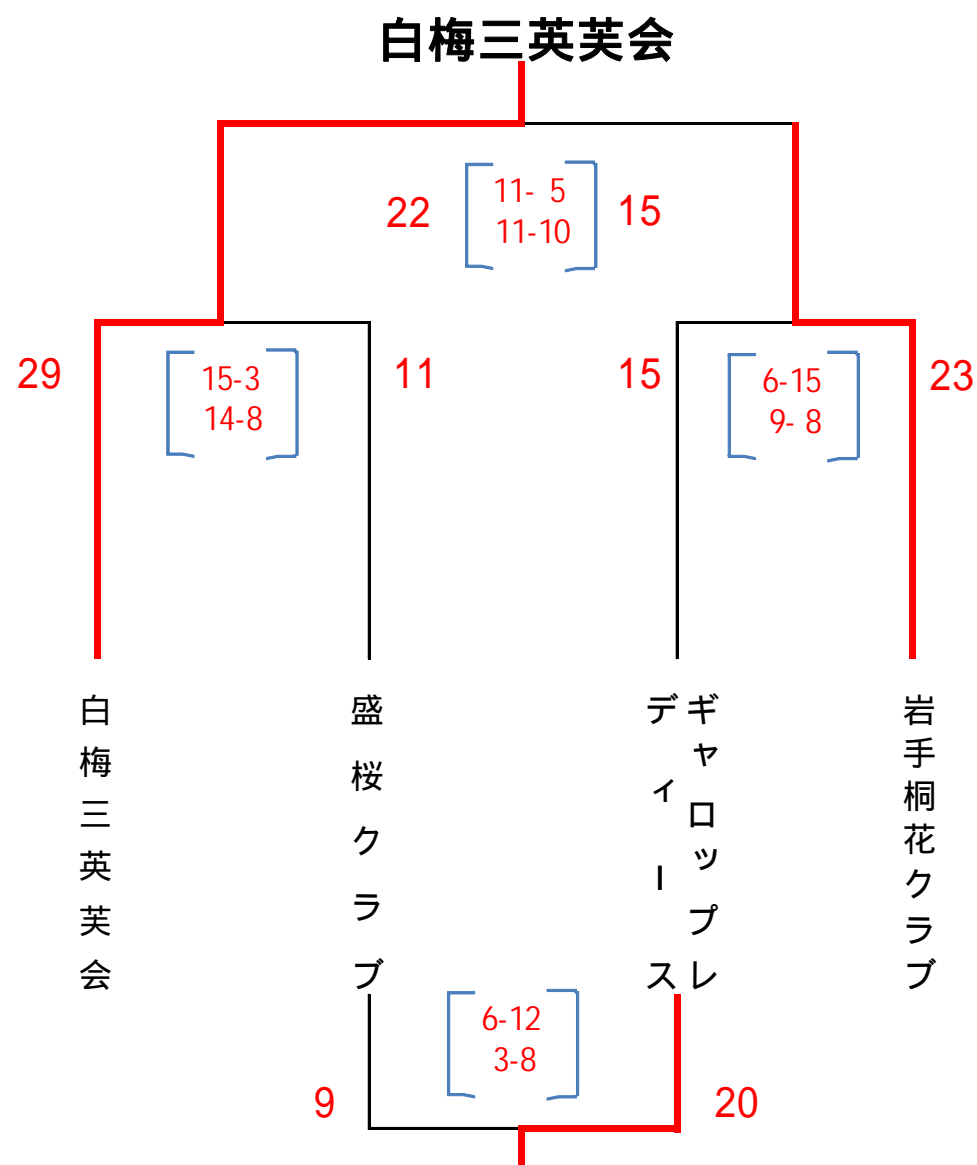 白梅三英芙会
22
11- 5
11-10
15
29
15-3
14-8
11
15
6-15
9- 8
23
白梅三英芙会
盛桜クラブ
ギャロップレ
ディース
岩手桐花クラブ
6-12
3-8
9
20